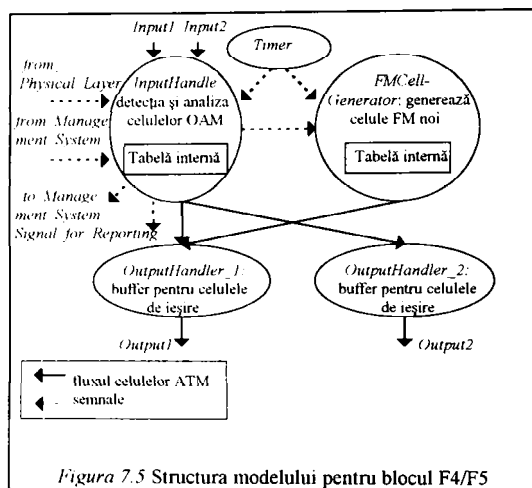 Input1 Input2
Timer
from
Physical Layer
InputHandle
detecția și analiza
celulelor OAM
FMCell-
Generator: generează
celule FM noi
from Manage
ment System
Tabelă internă
Tabelă internă
to Manage
ment System
Signal for Reporting
OutputHandler_1:
buffer pentru celulele
de ieșire
OutputHandler_2:
buffer pentru celulele
de ieșire
Output1
Output2
fluxul celulelor ATM
semnale
Figura 7.5 Structura modelului pentru blocul F4/F5